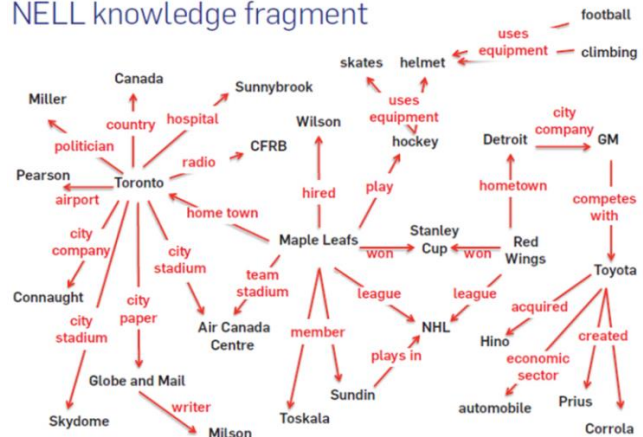 NELL knowledge fragment
football
uses
equipment
climbing
skates
helmet
Canada
Sunnybrook
Miller
country
hospital
uses
equipment
Wilson
city
company
politician
radio
CFRB
hockey
Detroit
GM
Pearson
Toronto
airport
hired
play
hometown
competes
with
home town
city
company
Maple Leafs
Stanley
Cup
won
won
Red
Wings
city
stadium
team
stadium
Toyota
Connaught
city
stadium
city
paper
league
league
acquired
Air Canada
Centre
member
NHL
Hino
created
plays in
economic
sector
Globe and Mail
Sundin
Prius
automobile
Skydome
writer
Milson
Toskala
Corrola